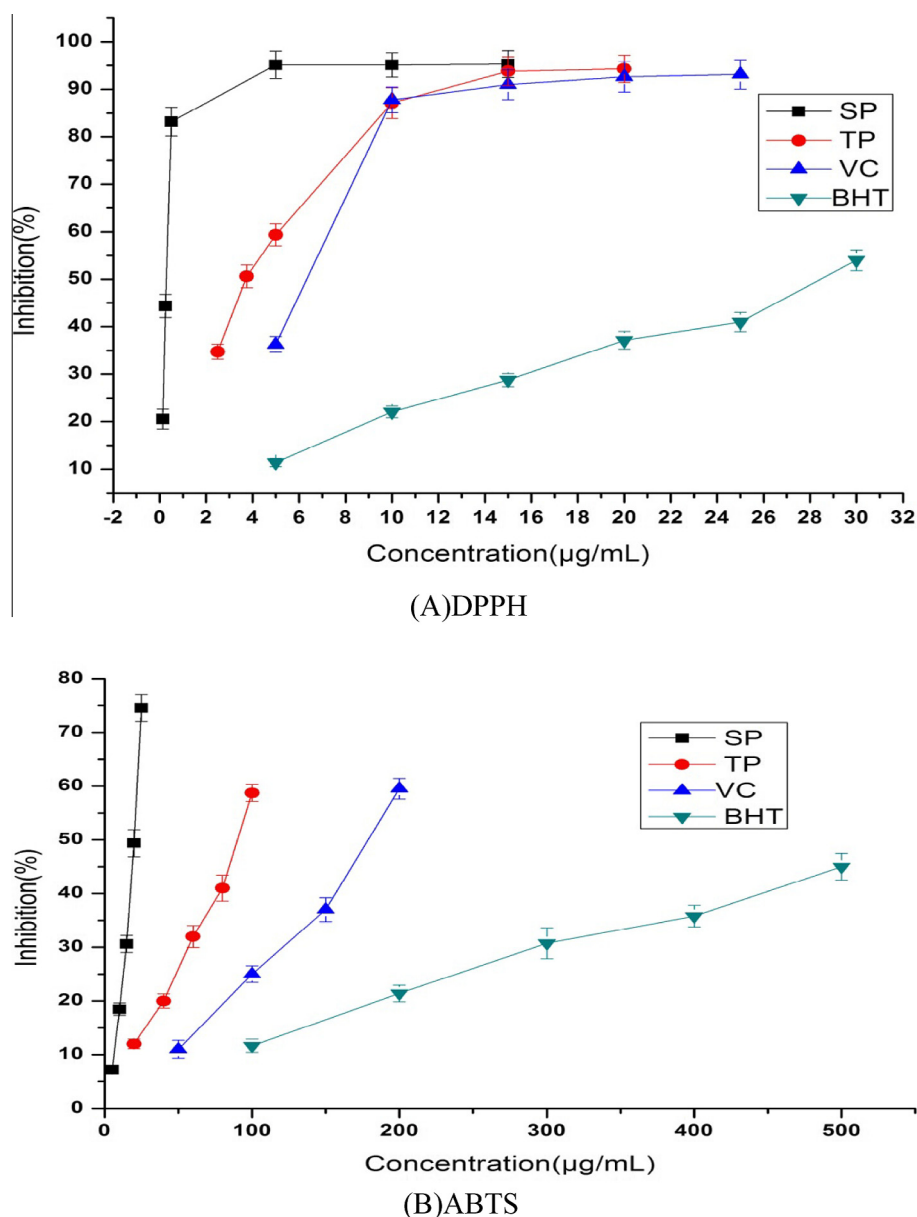 100
90
80
70
60
50
40
30
20
10
Inhibition(%)
SP
TP
VC
BHT
-2 0 2 4 6 8 10 12 14 16 18 20 22 24 26 28 30 32
Concentration(μg/mL)
(A)DPPH
80
70
60
50
40
30
20
10
0
Inhibition(%)
SP
TP
VC
BHT
0 100 200 300 400 500
Concentration(μg/mL)
(B)ABTS